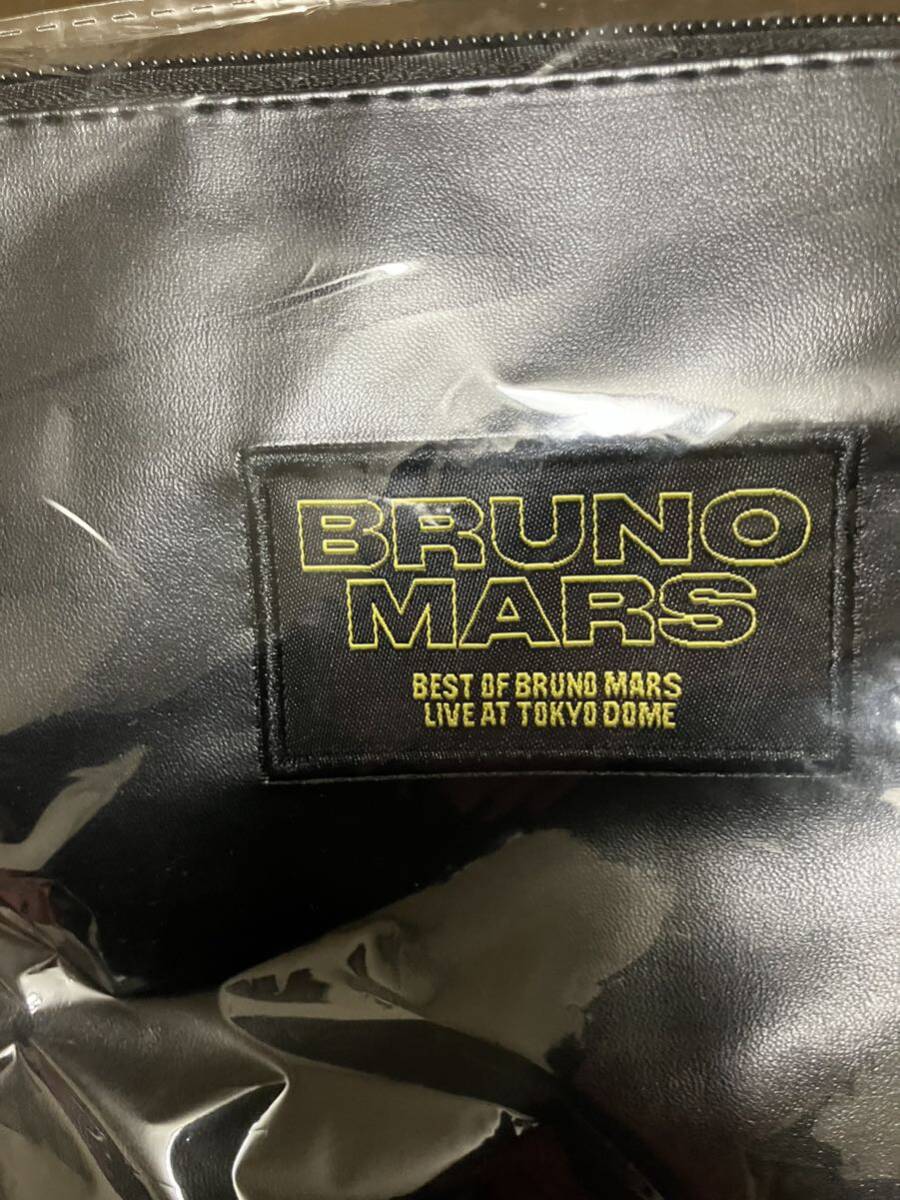 BRUNO
MARS
BEST OF BRUNO MARS
LIVE AT TOKYO DOME